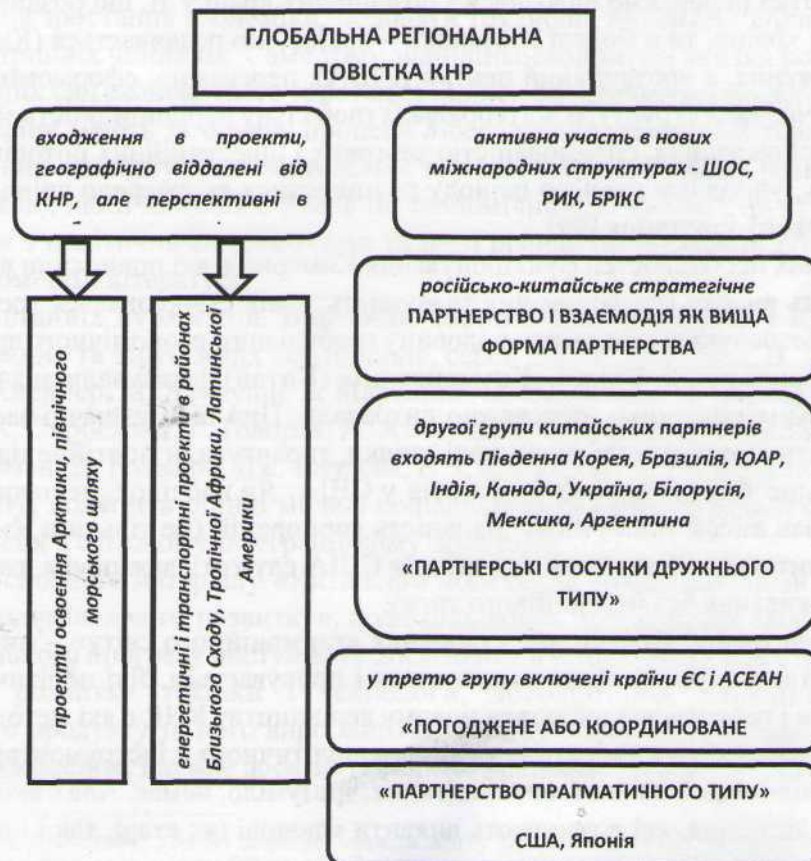 ГЛОБАЛЬНА РЕГІОНАЛЬНА
ПОВІСТКА КНР
входження в проекти,
географічно віддалені від
КНР, але перспективні в
активна участь в нових
міжнародних структурах - ШОС,
РИК, БРІКС
проекти освоєння Арктики, північного
морського шляху
енергетичні і транспортні проекти в районах
Близького Сходу, Тропічної Африки, Латинської
Америки
російсько-китайське стратегічне
ПАРТНЕРСТВО І ВЗАЄМОДІЯ ЯК ВИЩА
ФОРМА ПАРТНЕРСТВА
другої групи китайських партнерів
входять Південна Корея, Бразилія, ЮАР,
Індія, Канада, Україна, Білорусія,
Мексика, Аргентина
«ПАРТНЕРСЬКІ СТОСУНКИ ДРУЖНЬОГО
ТИПУ»
у третю групу включені країни ЄС і АСЕАН
АБО КООРДИНОВАНЕ
«ПАРТНЕРСТВО ПРАГМАТИЧНОГО ТИПУ»
США, Японія